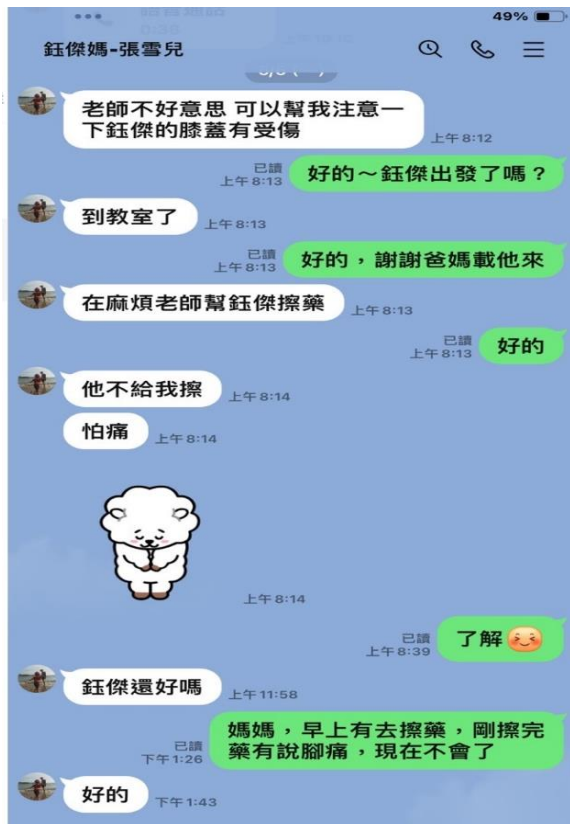 49%
鈺傑媽-張雪兒
老師不好意思 可以幫我注意一
下鈺傑的膝蓋有受傷
上午 8:12
已讀
上午 8:13
好的～鈺傑出發了嗎？
到教室了
上午 8:13
已讀
上午 8:13
好的，謝謝爸媽載他來
在麻煩老師幫鈺傑擦藥
上午 8:13
已讀
上午 8:13
好的
他不給我擦
上午 8:14
怕痛
上午 8:14
上午 8:14
已讀
上午 8:39
了解
鈺傑還好嗎
上午 11:58
媽媽，早上有去擦藥，剛擦完
藥有說腳痛，現在不會了
已讀
下午 1:26
好的
下午 1:43